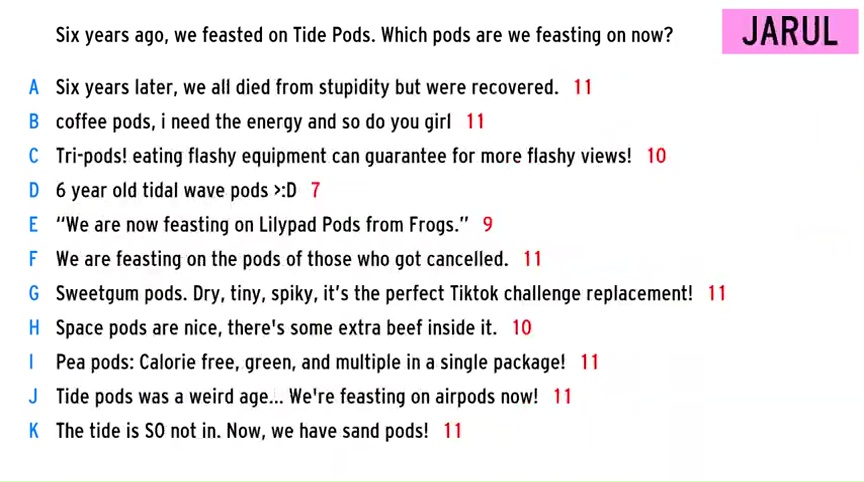 Six years ago, we feasted on Tide Pods. Which pods are we feasting on now?
JARUL
A Six years later, we all died from stupidity but were recovered. 11
B coffee pods, i need the energy and so do you girl 11
C Tri-pods! eating flashy equipment can guarantee for more flashy views! 10
D 6 year old tidal wave pods >:D 7
E “We are now feasting on Lilypad Pods from Frogs.” 9
F We are feasting on the pods of those who got cancelled. 11
G Sweetgum pods. Dry, tiny, spiky, it’s the perfect Tiktok challenge replacement! 11
H Space pods are nice, there's some extra beef inside it. 10
I Pea pods: Calorie free, green, and multiple in a single package! 11
J Tide pods was a weird age... We're feasting on airpods now! 11
K The tide is SO not in. Now, we have sand pods! 11